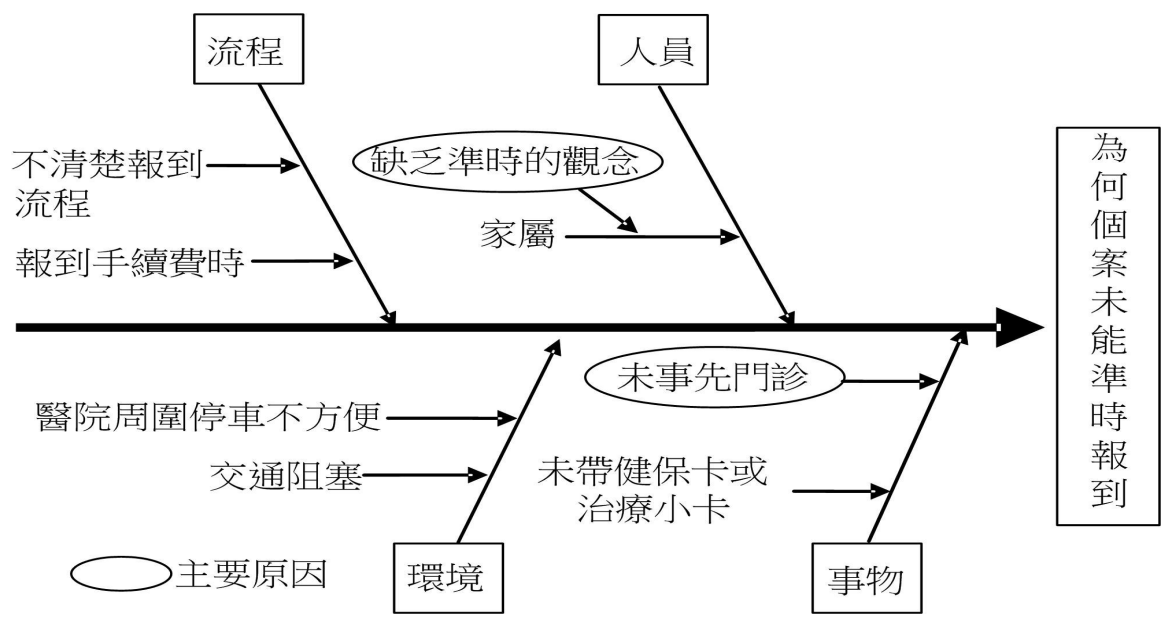 流程
人員
不清楚報到
流程
缺乏準時的觀念
家屬
報到手續費時
為何個案未能準時報到
未事先門診
醫院周圍停車不方便
交通阻塞
未帶健保卡或
治療小卡
主要原因
環境
事物